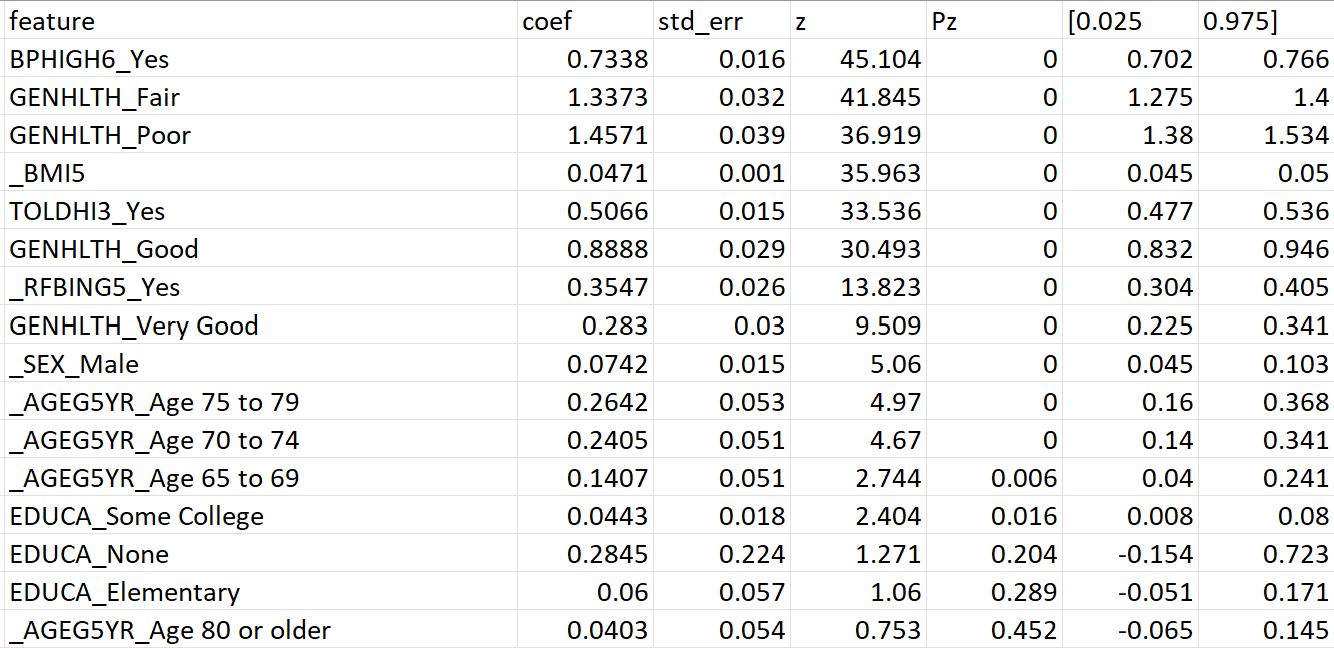 feature coef std_err z Pz [0.025 0.975]
BPHIGH6_Yes 0.7338 0.016 45.104 0 0.702 0.766
GENHLTH_Fair 1.3373 0.032 41.845 0 1.275 1.4
GENHLTH_Poor 1.4571 0.039 36.919 0 1.38 1.534
_BMI5 0.0471 0.001 35.963 0 0.045 0.05
TOLDHI3_Yes 0.5066 0.015 33.536 0 0.477 0.536
GENHLTH_Good 0.8888 0.029 30.493 0 0.832 0.946
_RFBING5_Yes 0.3547 0.026 13.823 0 0.304 0.405
GENHLTH_Very Good 0.283 0.03 9.509 0 0.225 0.341
_SEX_Male 0.0742 0.015 5.06 0 0.045 0.103
_AGEG5YR_Age 75 to 79 0.2642 0.053 4.97 0 0.16 0.368
_AGEG5YR_Age 70 to 74 0.2405 0.051 4.67 0 0.14 0.341
_AGEG5YR_Age 65 to 69 0.1407 0.051 2.744 0.006 0.04 0.241
EDUCA_Some College 0.0443 0.018 2.404 0.016 0.008 0.08
EDUCA_None 0.2845 0.224 1.271 0.204 -0.154 0.723
EDUCA_Elementary 0.06 0.057 1.06 0.289 -0.051 0.171
_AGEG5YR_Age 80 or older 0.0403 0.054 0.753 0.452 -0.065 0.145